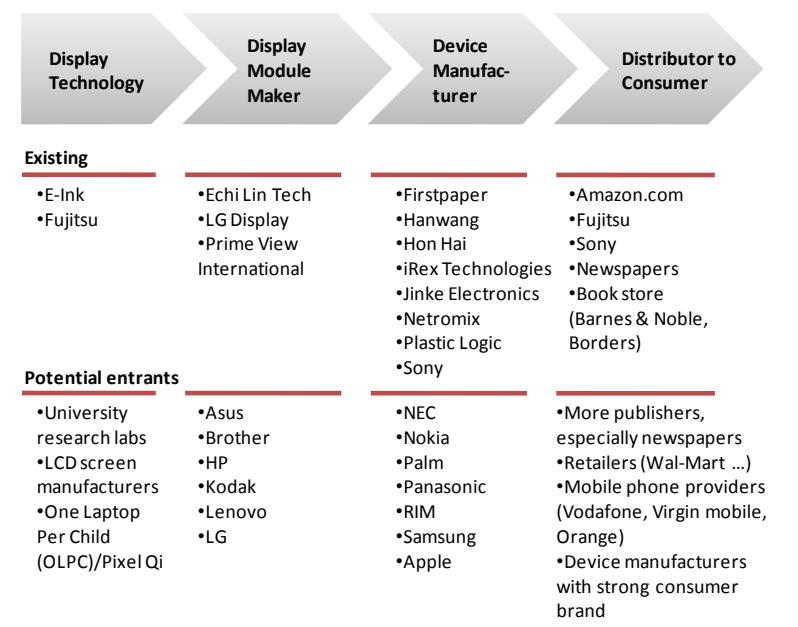 Display
Technology
Display
Module
Maker
Device
Manufac-
turer
Distributor to
Consumer
Existing
•E-Ink
•Fujitsu
•Echi Lin Tech
•LG Display
•Prime View
International
•Firstpaper
•Hanwang
•Hon Hai
•iRex Technologies
•Jinke Electronics
•Netromix
•Plastic Logic
•Sony
•Amazon.com
•Fujitsu
•Sony
•Newspapers
•Book store
(Barnes & Noble,
Borders)
Potential entrants
•University
research labs
•LCD screen
manufacturers
•One Laptop
Per Child
(OLPC)/Pixel Qi
•Asus
•Brother
•HP
•Kodak
•Lenovo
•LG
•NEC
•Nokia
•Palm
•Panasonic
•RIM
•Samsung
•Apple
•More publishers,
especially newspapers
•Retailers (Wal-Mart ...)
•Mobile phone providers
(Vodafone, Virgin mobile,
Orange)
•Device manufacturers
with strong consumer
brand